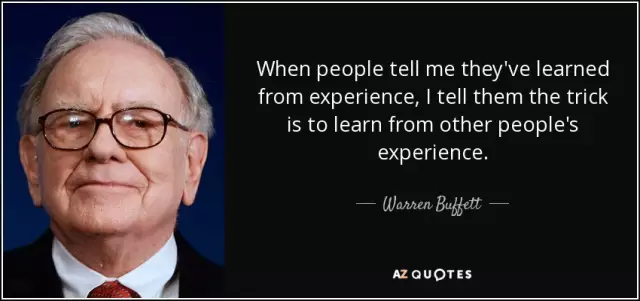 When people tell me they've learned
from experience, I tell them the trick
is to learn from other people's
experience.
— Warren Buffett —
AZ QUOTES